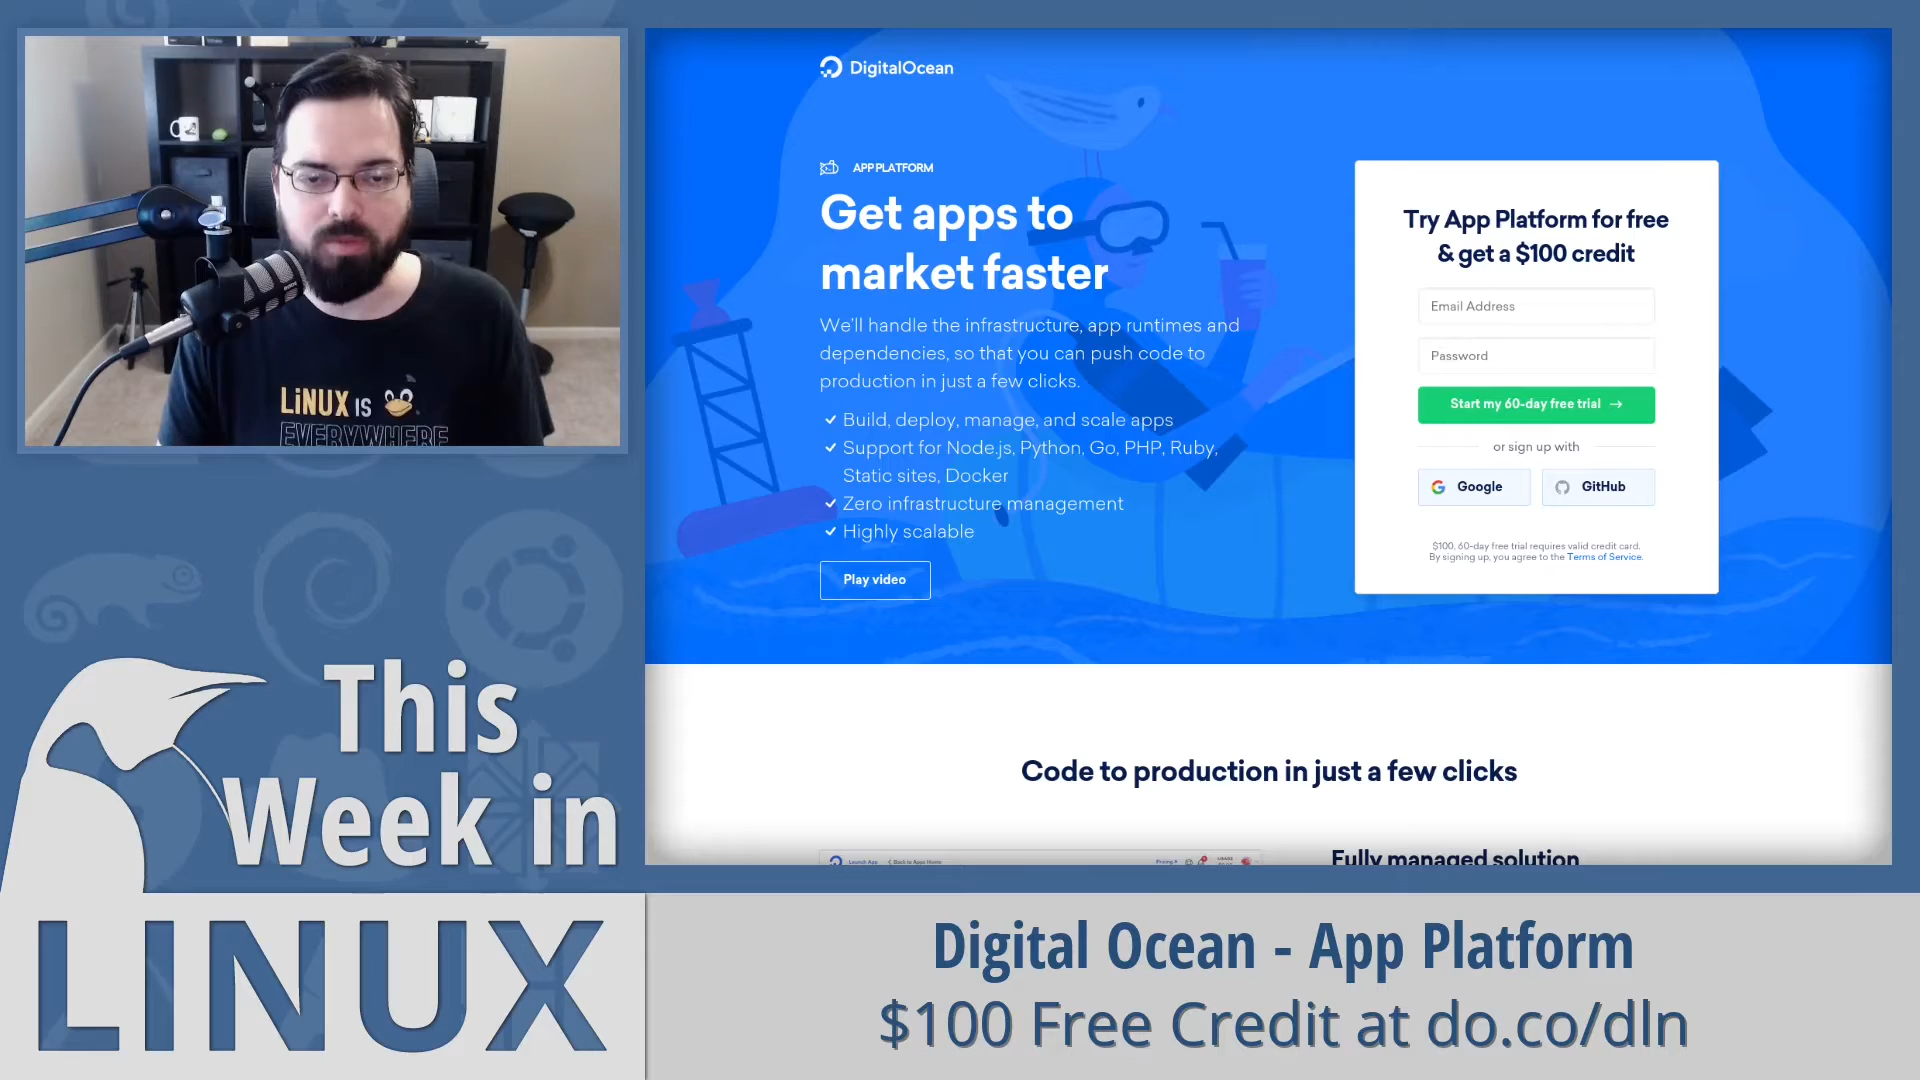 LiNUX IS
EVERYWHERE
This
Week in
LINUX
DigitalOcean
APP PLATFORM
Get apps to
market faster
We'll handle the infrastructure, app runtimes and
dependencies, so that you can push code to
production in just a few clicks.
Build, deploy, manage, and scale apps
Support for Node.js, Python, Go, PHP, Ruby,
Static sites, Docker
Zero infrastructure management
Highly scalable
Play video
Try App Platform for free
& get a $100 credit
Email Address
Password
Start my 60-day free trial →
or sign up with
Google
GitHub
$100, 60-day free trial requires valid credit card.
By signing up, you agree to the Terms of Service.
Code to production in just a few clicks
Launch App
< Back to Apps Home
Fully managed solution
Digital Ocean - App Platform
$100 Free Credit at do.co/dln